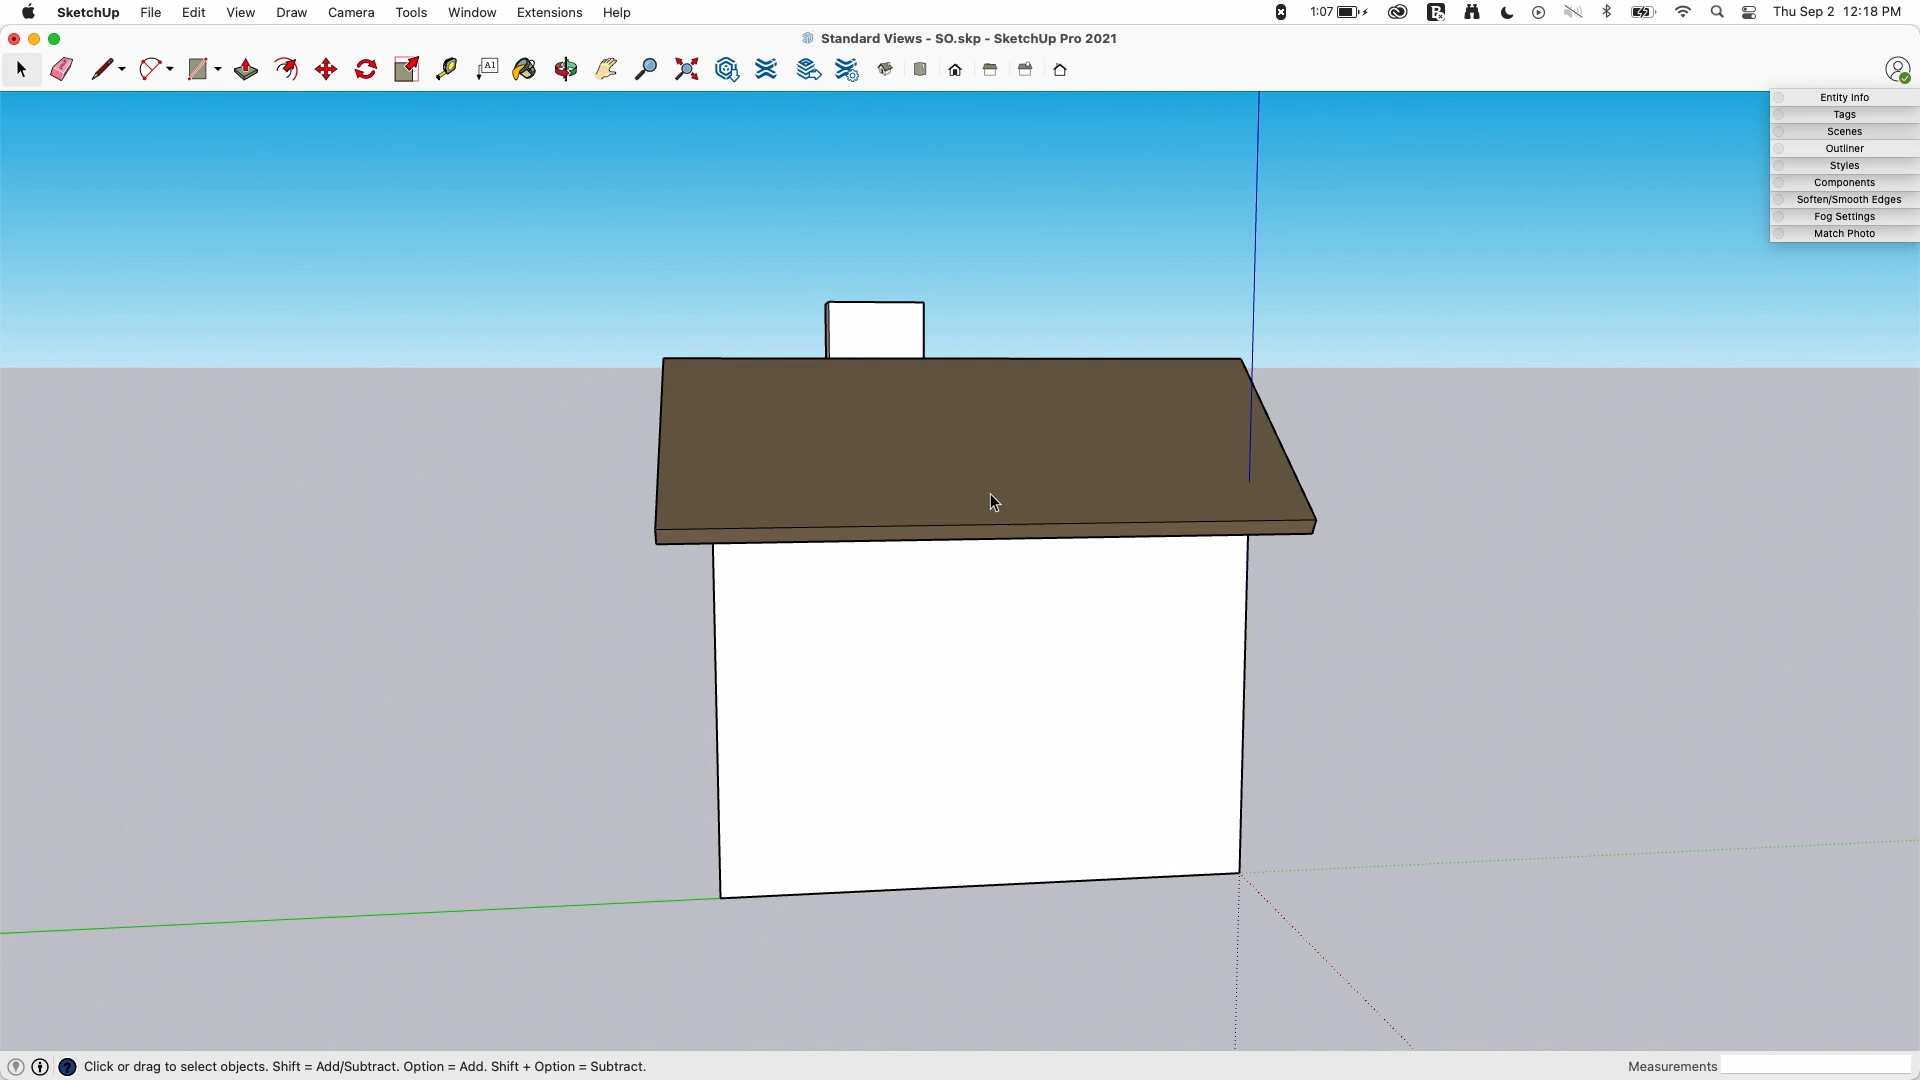 SketchUp File Edit View Draw Camera Tools Window Extensions Help 1:07 Thu Sep 2 12:18 PM
Standard Views - SO.skp - SketchUp Pro 2021
A1
Entity Info
Tags
Scenes
Outliner
Styles
Components
Soften/Smooth Edges
Fog Settings
Match Photo
Click or drag to select objects. Shift = Add/Subtract. Option = Add. Shift + Option = Subtract. Measurements